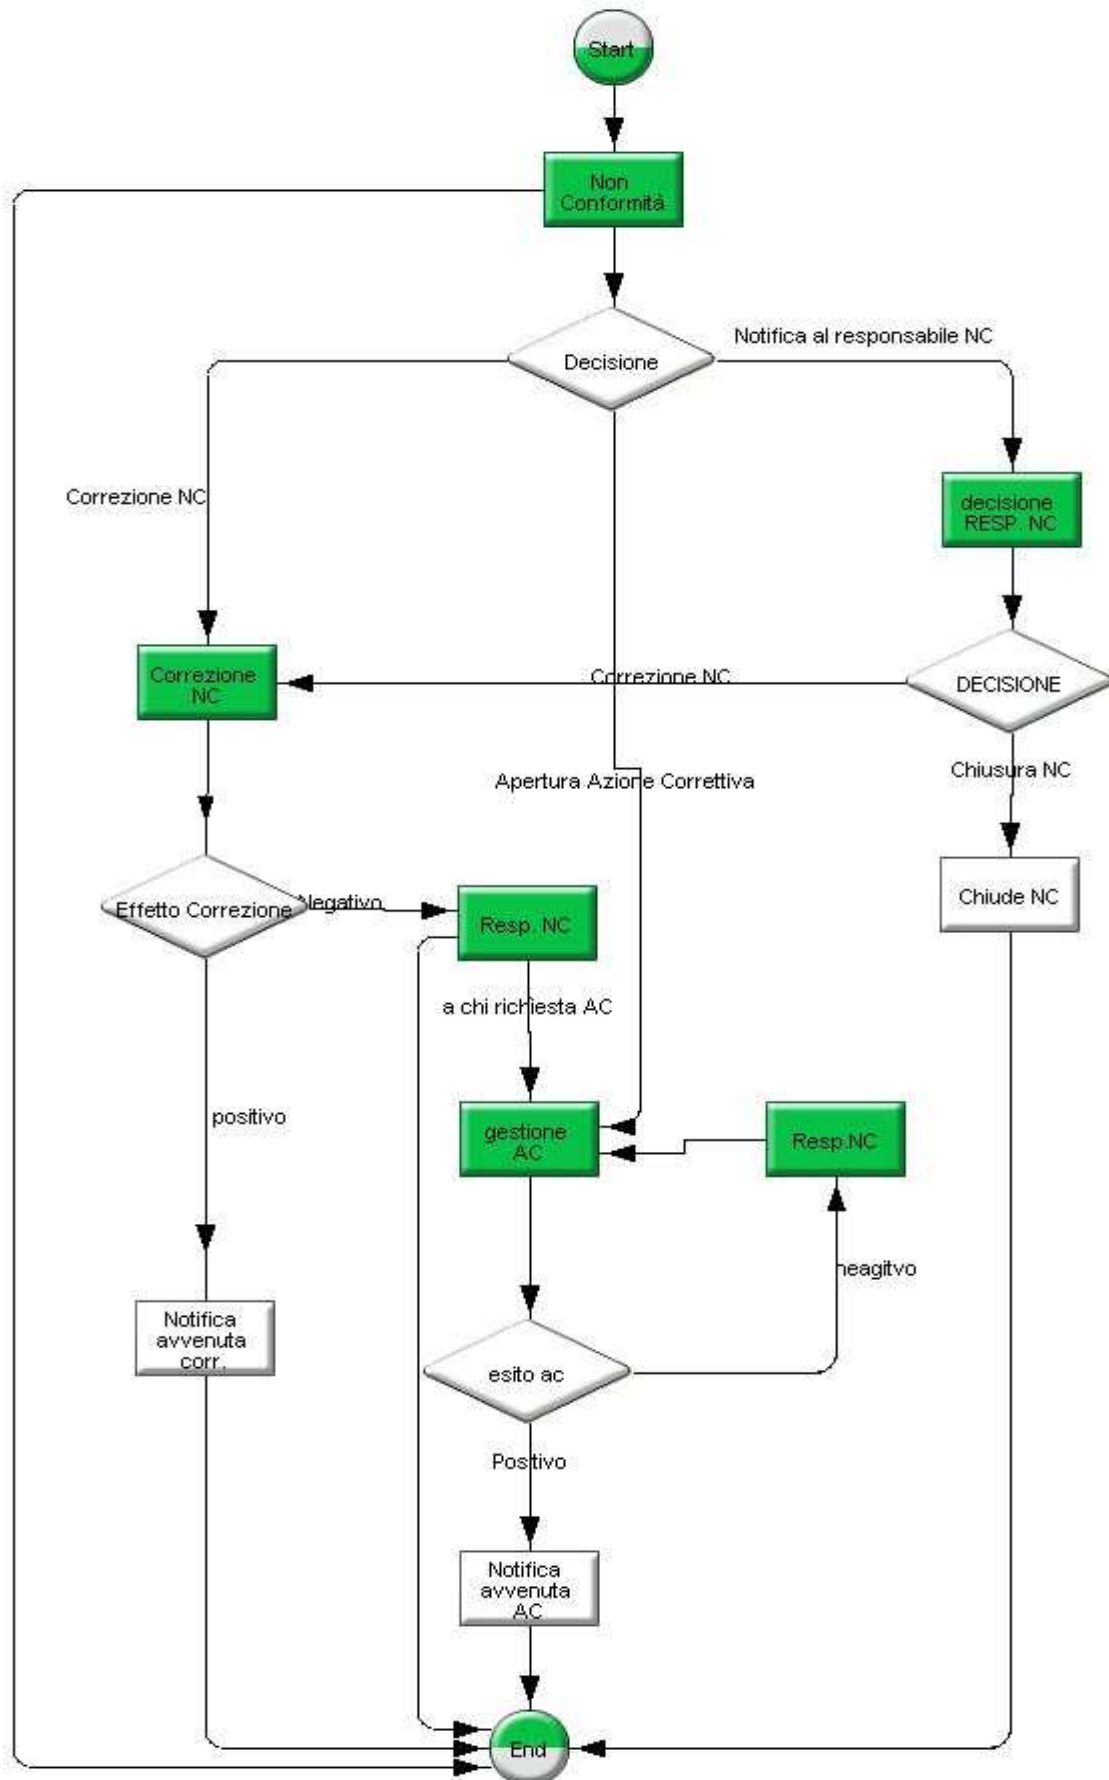 Start
Non
Conformità
Notifica al responsabile NC
Decisione
Correzione NC
decisione
RESP. NC
Correzione
NC
Correzione NC
DECISIONE
Apertura Azione Correttiva
Chiusura NC
Effetto Correzione
Negativo
Resp. NC
Chiude NC
a chi richiesta AC
positivo
gestione
AC
Resp.NC
neagitvo
Notifica
avvenuta
corr..
esito ac
Positivo
Notifica
avvenuta
AC
End